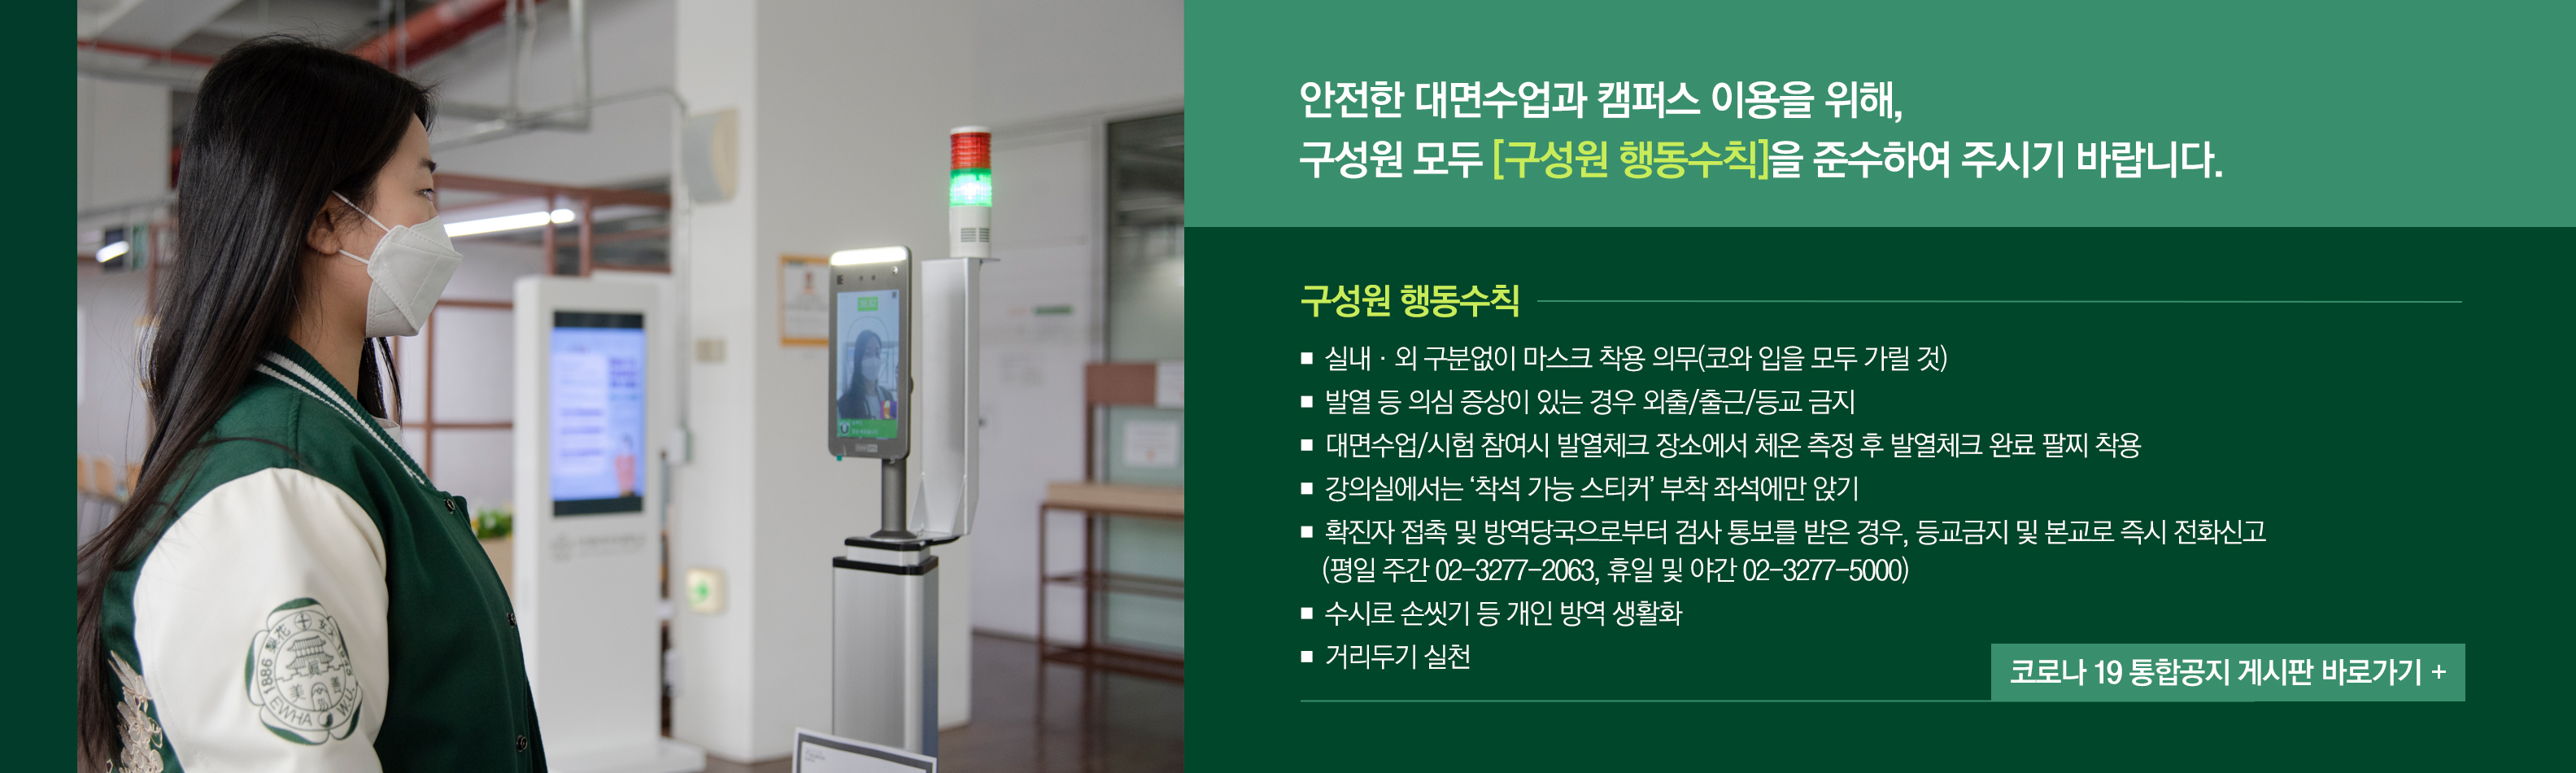 안전한 대면수업과 캠퍼스 이용을 위해,
구성원 모두 [구성원 행동수칙]을 준수하여 주시기 바랍니다.
구성원 행동수칙
■ 실내 · 외 구분없이 마스크 착용 의무(코와 입을 모두 가릴 것)
■ 발열 등 의심 증상이 있는 경우 외출/출근/등교 금지
■ 대면수업/시험 참여시 발열체크 장소에서 체온 측정 후 발열체크 완료 팔찌 착용
■ 강의실에서는 ‘착석 가능 스티커’ 부착 좌석에만 앉기
■ 확진자 접촉 및 방역당국으로부터 검사 통보를 받은 경우, 등교금지 및 본교로 즉시 전화신고
(평일 주간 02-3277-2063, 휴일 및 야간 02-3277-5000)
■ 수시로 손씻기 등 개인 방역 생활화
■ 거리두기 실천
코로나 19 통합공지 게시판 바로가기 +
1886 梨花
美 善
EWHA W.U.